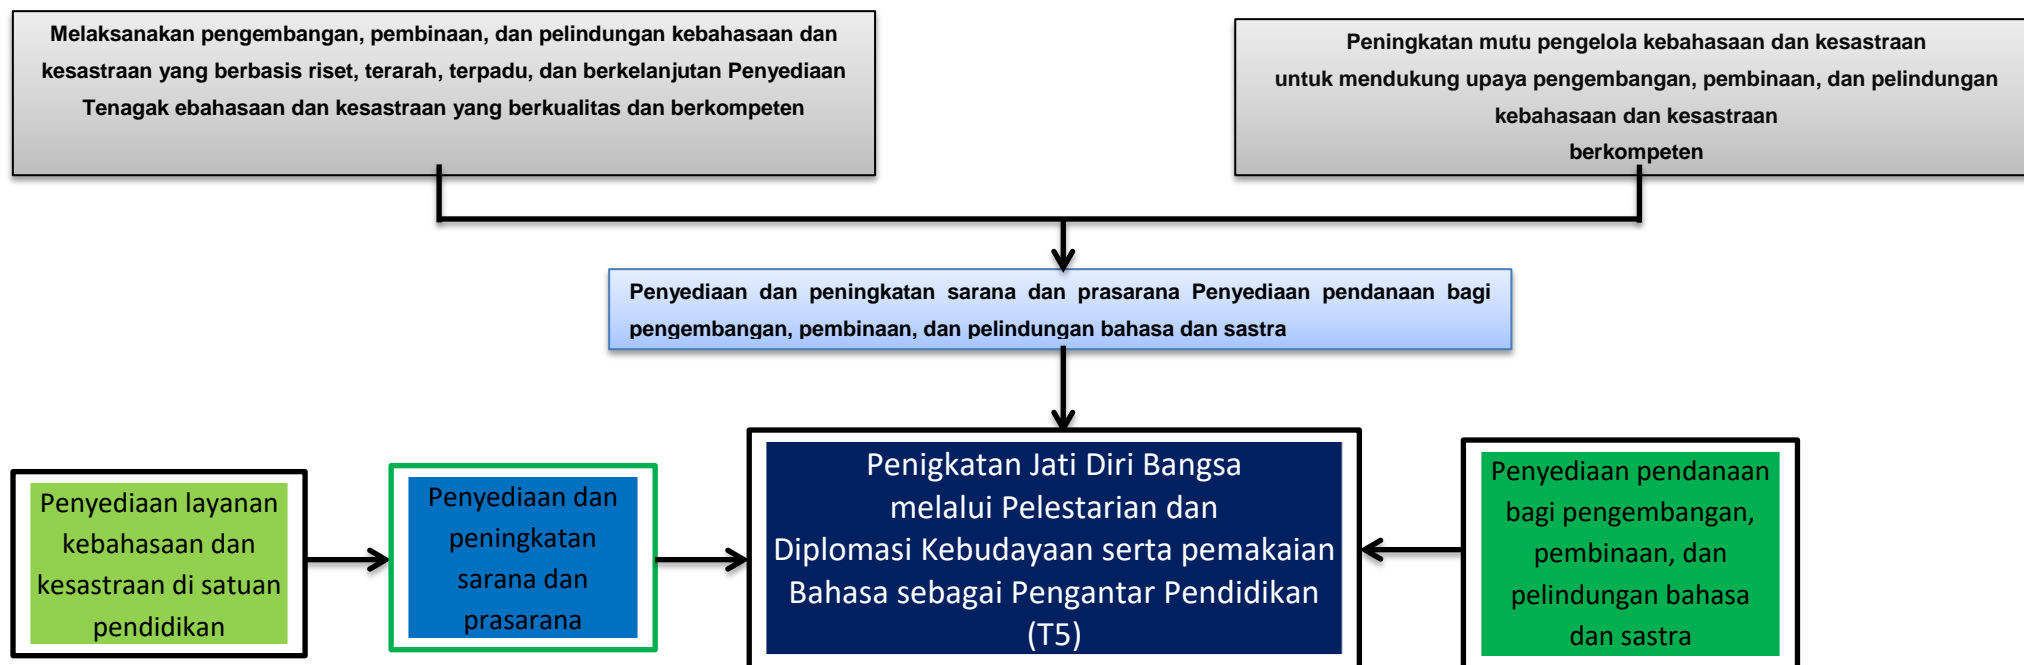 Melaksanakan pengembangan, pembinaan, dan pelindungan kebahasaan dan
kesastraan yang berbasis riset, terarah, terpadu, dan berkelanjutan Penyediaan
Tenagak ebahasaan dan kesastraan yang berkualitas dan berkompeten
Peningkatan mutu pengelola kebahasaan dan kesastraan
untuk mendukung upaya pengembangan, pembinaan, dan pelindungan
kebahasaan dan kesastraan
berkompeten
Penyediaan dan peningkatan sarana dan prasarana Penyediaan pendanaan bagi
pengembangan, pembinaan, dan pelindungan bahasa dan sastra
Penyediaan layanan
kebahasaan dan
kesastraan di satuan
pendidikan
Penyediaan dan
peningkatan
sarana dan
prasarana
Penigkatan Jati Diri Bangsa
melalui Pelestarian dan
Diplomasi Kebudayaan serta pemakaian
Bahasa sebagai Pengantar Pendidikan
(T5)
Penyediaan pendanaan
bagi pengembangan,
pembinaan, dan
pelindungan bahasa
dan sastra